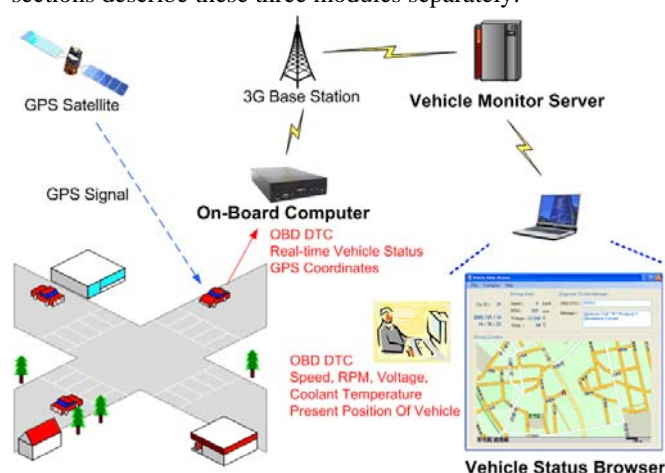 sections describe these three modules separately.
GPS Satellite
3G Base Station
Vehicle Monitor Server
GPS Signal
On-Board Computer
OBD DTC
Real-time Vehicle Status
GPS Coordinates
OBD DTC
Speed, RPM, Voltage,
Coolant Temperature
Present Position Of Vehicle
Vehicle Status Browser